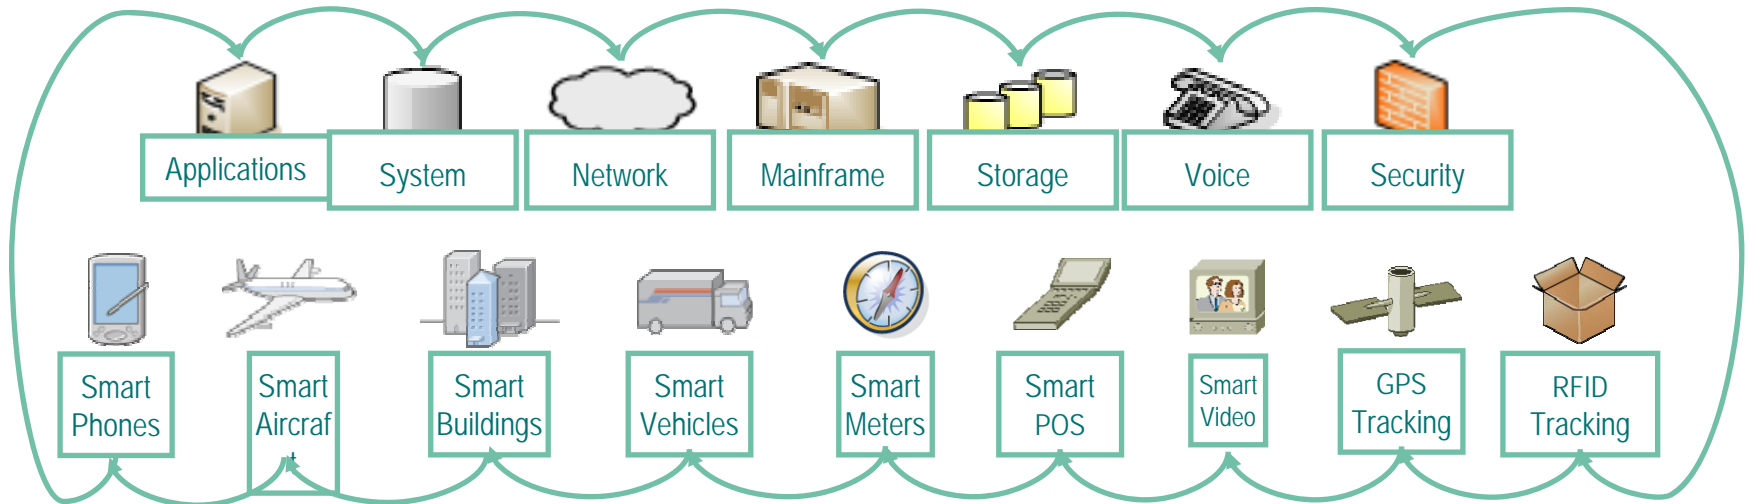 Applications
System
Network
Mainframe
Storage
Voice
Security
Smart
Phones
Smart
Aircraf
t
Smart
Buildings
Smart
Vehicles
Smart
Meters
Smart
POS
Smart
Video
GPS
Tracking
RFID
Tracking